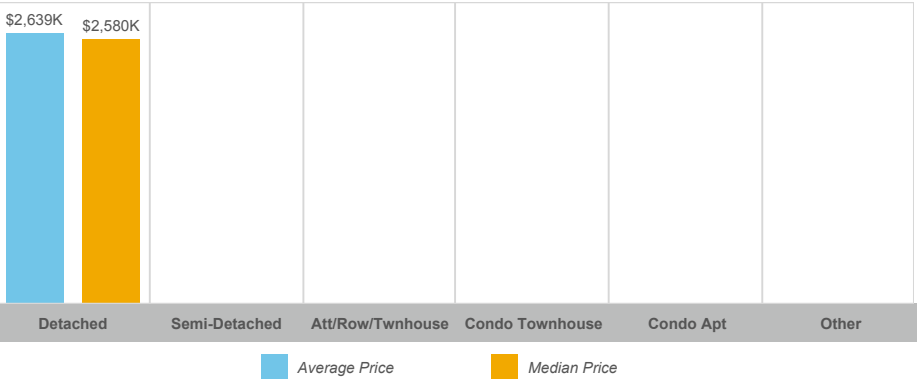 $2,639K
$2,580K
Detached Semi-Detached Att/Row/Twnhouse Condo Townhouse Condo Apt Other
Average Price Median Price